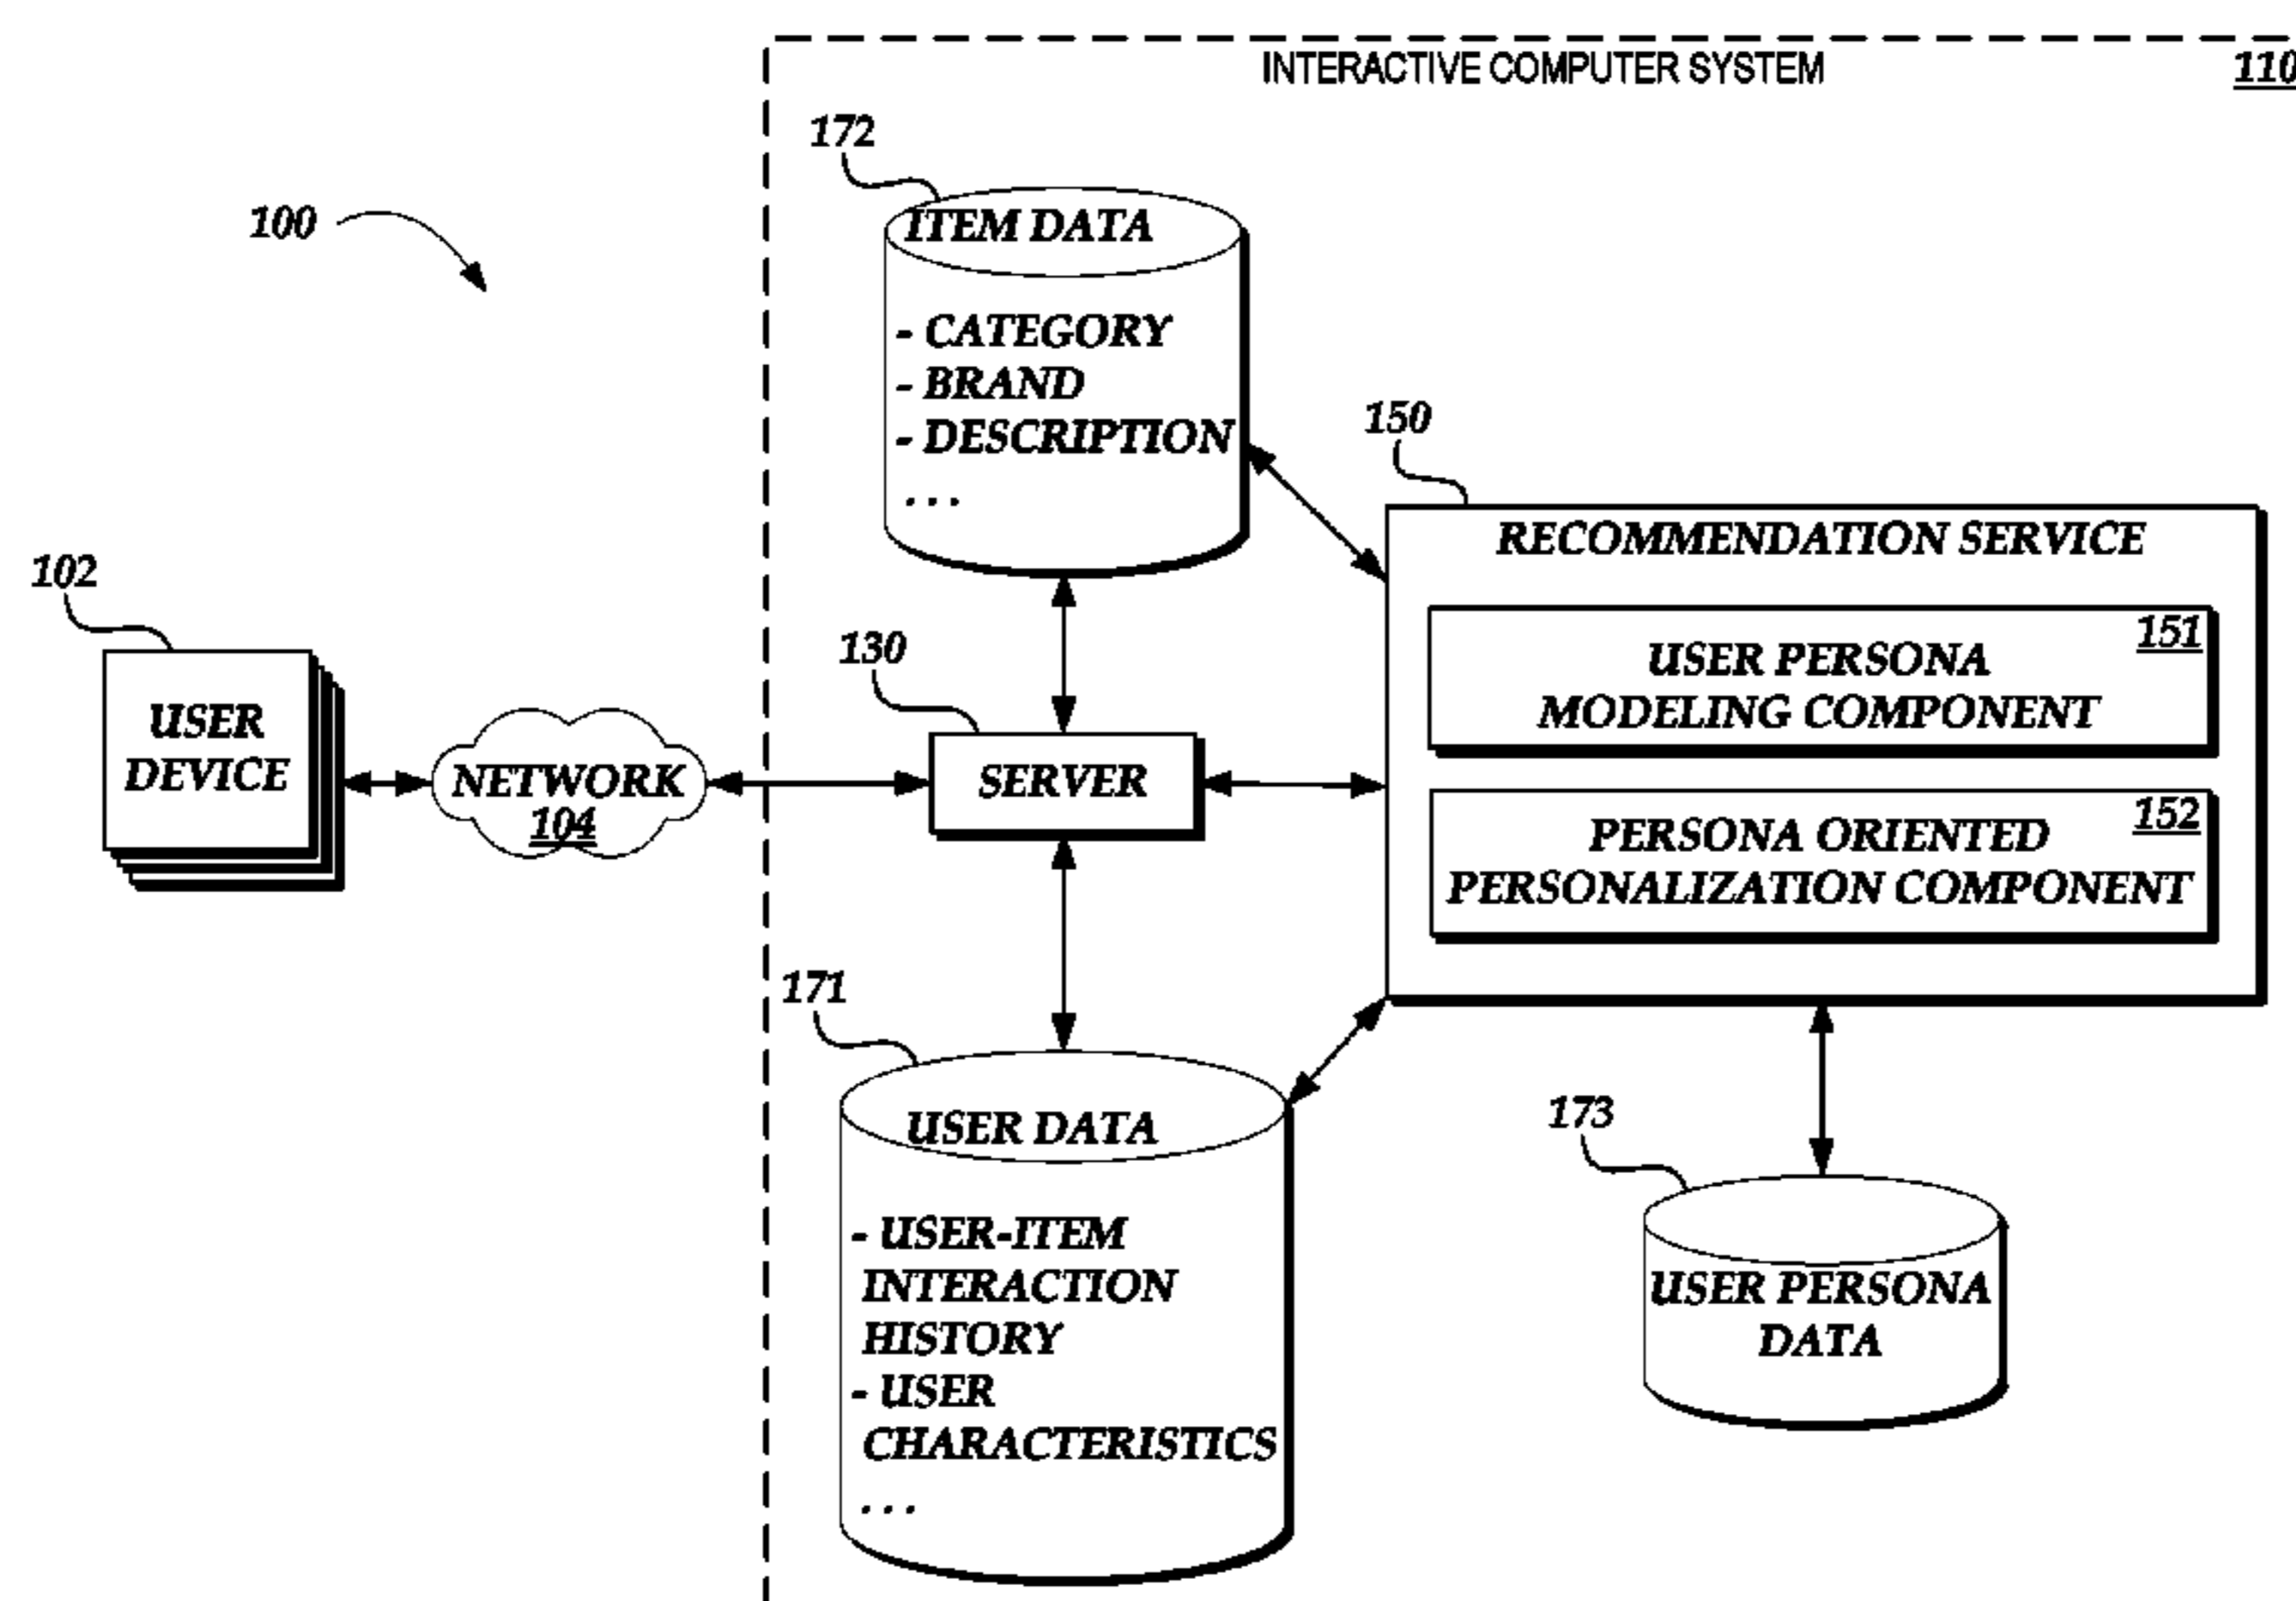 INTERACTIVE COMPUTER SYSTEM
110
172
100
ITEM DATA
- CATEGORY
- BRAND
- DESCRIPTION
. . .
150
RECOMMENDATION SERVICE
151
USER PERSONA
MODELING COMPONENT
152
PERSONA ORIENTED
PERSONALIZATION COMPONENT
102
USER
DEVICE
NETWORK
104
130
SERVER
171
USER DATA
- USER-ITEM
INTERACTION
HISTORY
- USER
CHARACTERISTICS
. . .
173
USER PERSONA
DATA